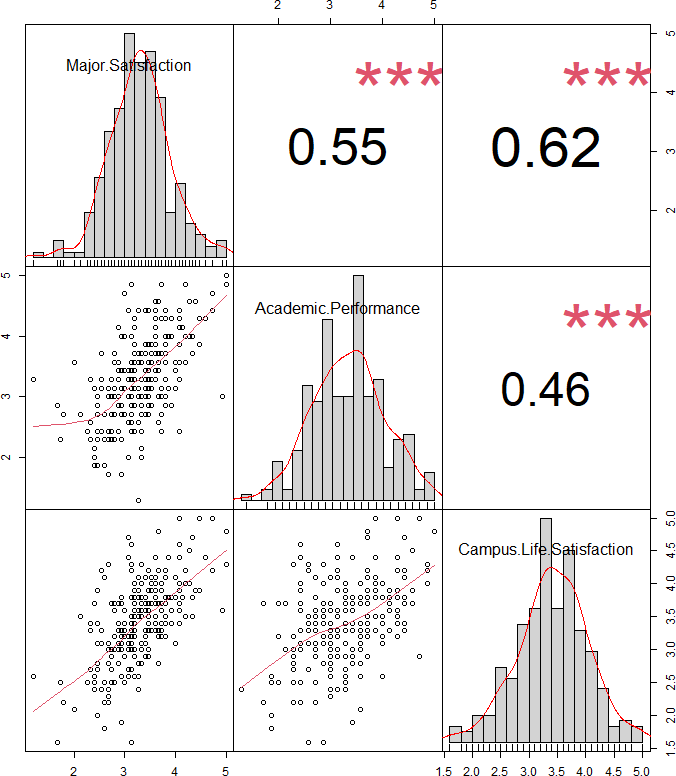 2 3 4 5
Major.Satisfaction
***
0.55
***
0.62
2 3 4 5
2 3 4 5
Academic.Performance
***
0.46
Campus.Life.Satisfaction
1.5 2.0 2.5 3.0 3.5 4.0 4.5 5.0
2 3 4 5
1.5 2.0 2.5 3.0 3.5 4.0 4.5 5.0